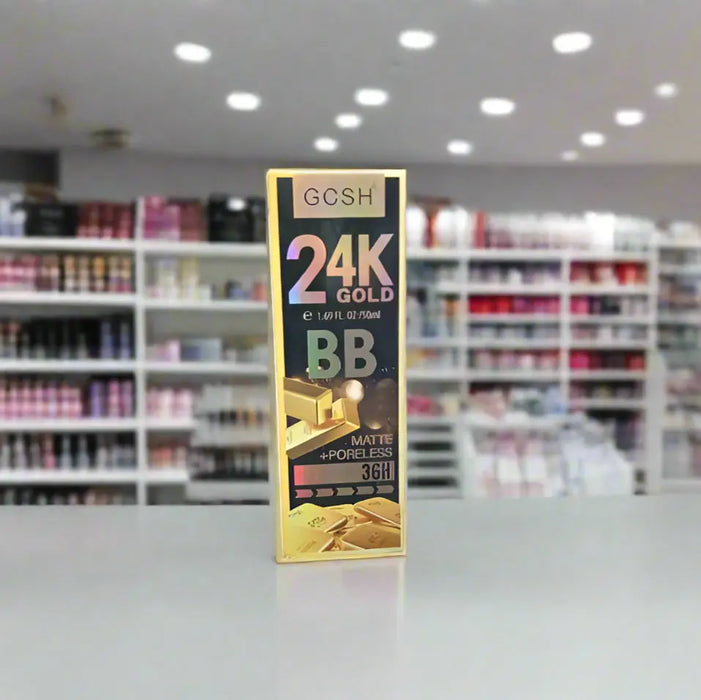 GCSH
24K
GOLD
e 1.69 FL OZ/50ml
BB
MATTE
+PORELESS
36H